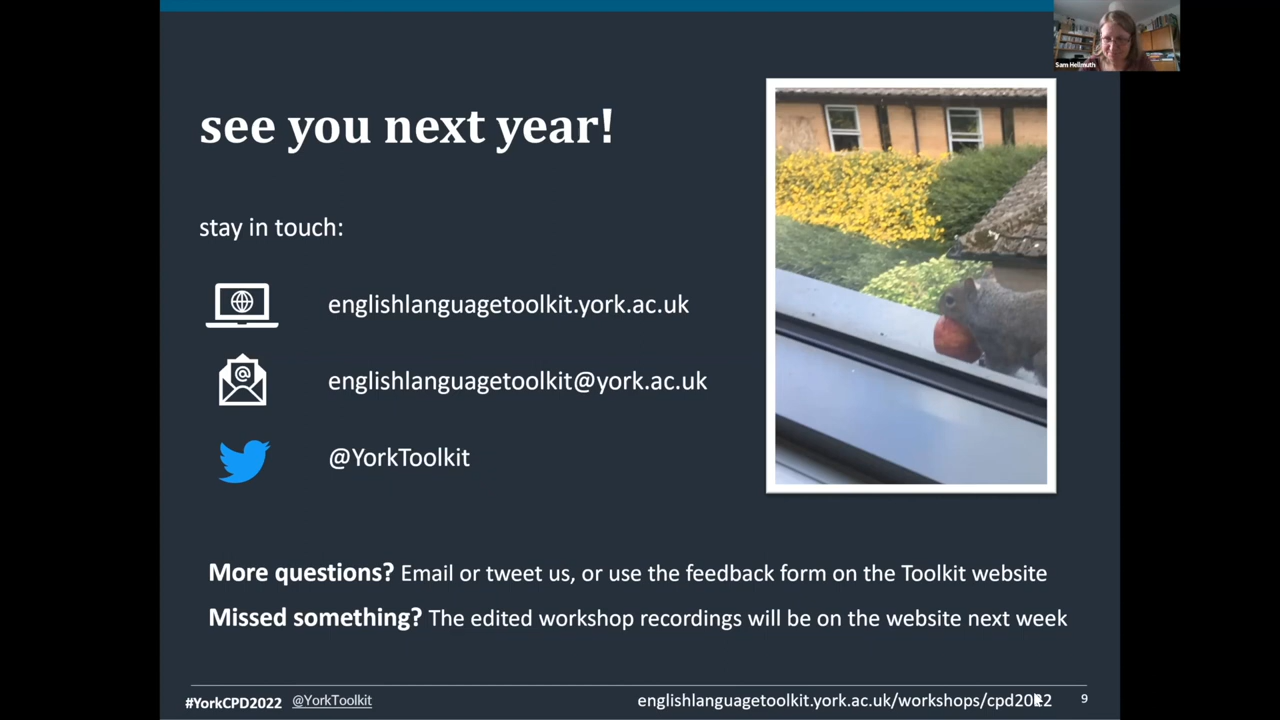 Sam Hellmuth
see you next year!
stay in touch:
englishlanguagetoolkit.york.ac.uk
@
englishlanguagetoolkit@york.ac.uk
@YorkToolkit
More questions? Email or tweet us, or use the feedback form on the Toolkit website
Missed something? The edited workshop recordings will be on the website next week
#YorkCPD2022 @YorkToolkit
englishlanguagetoolkit.york.ac.uk/workshops/cpd2022
9